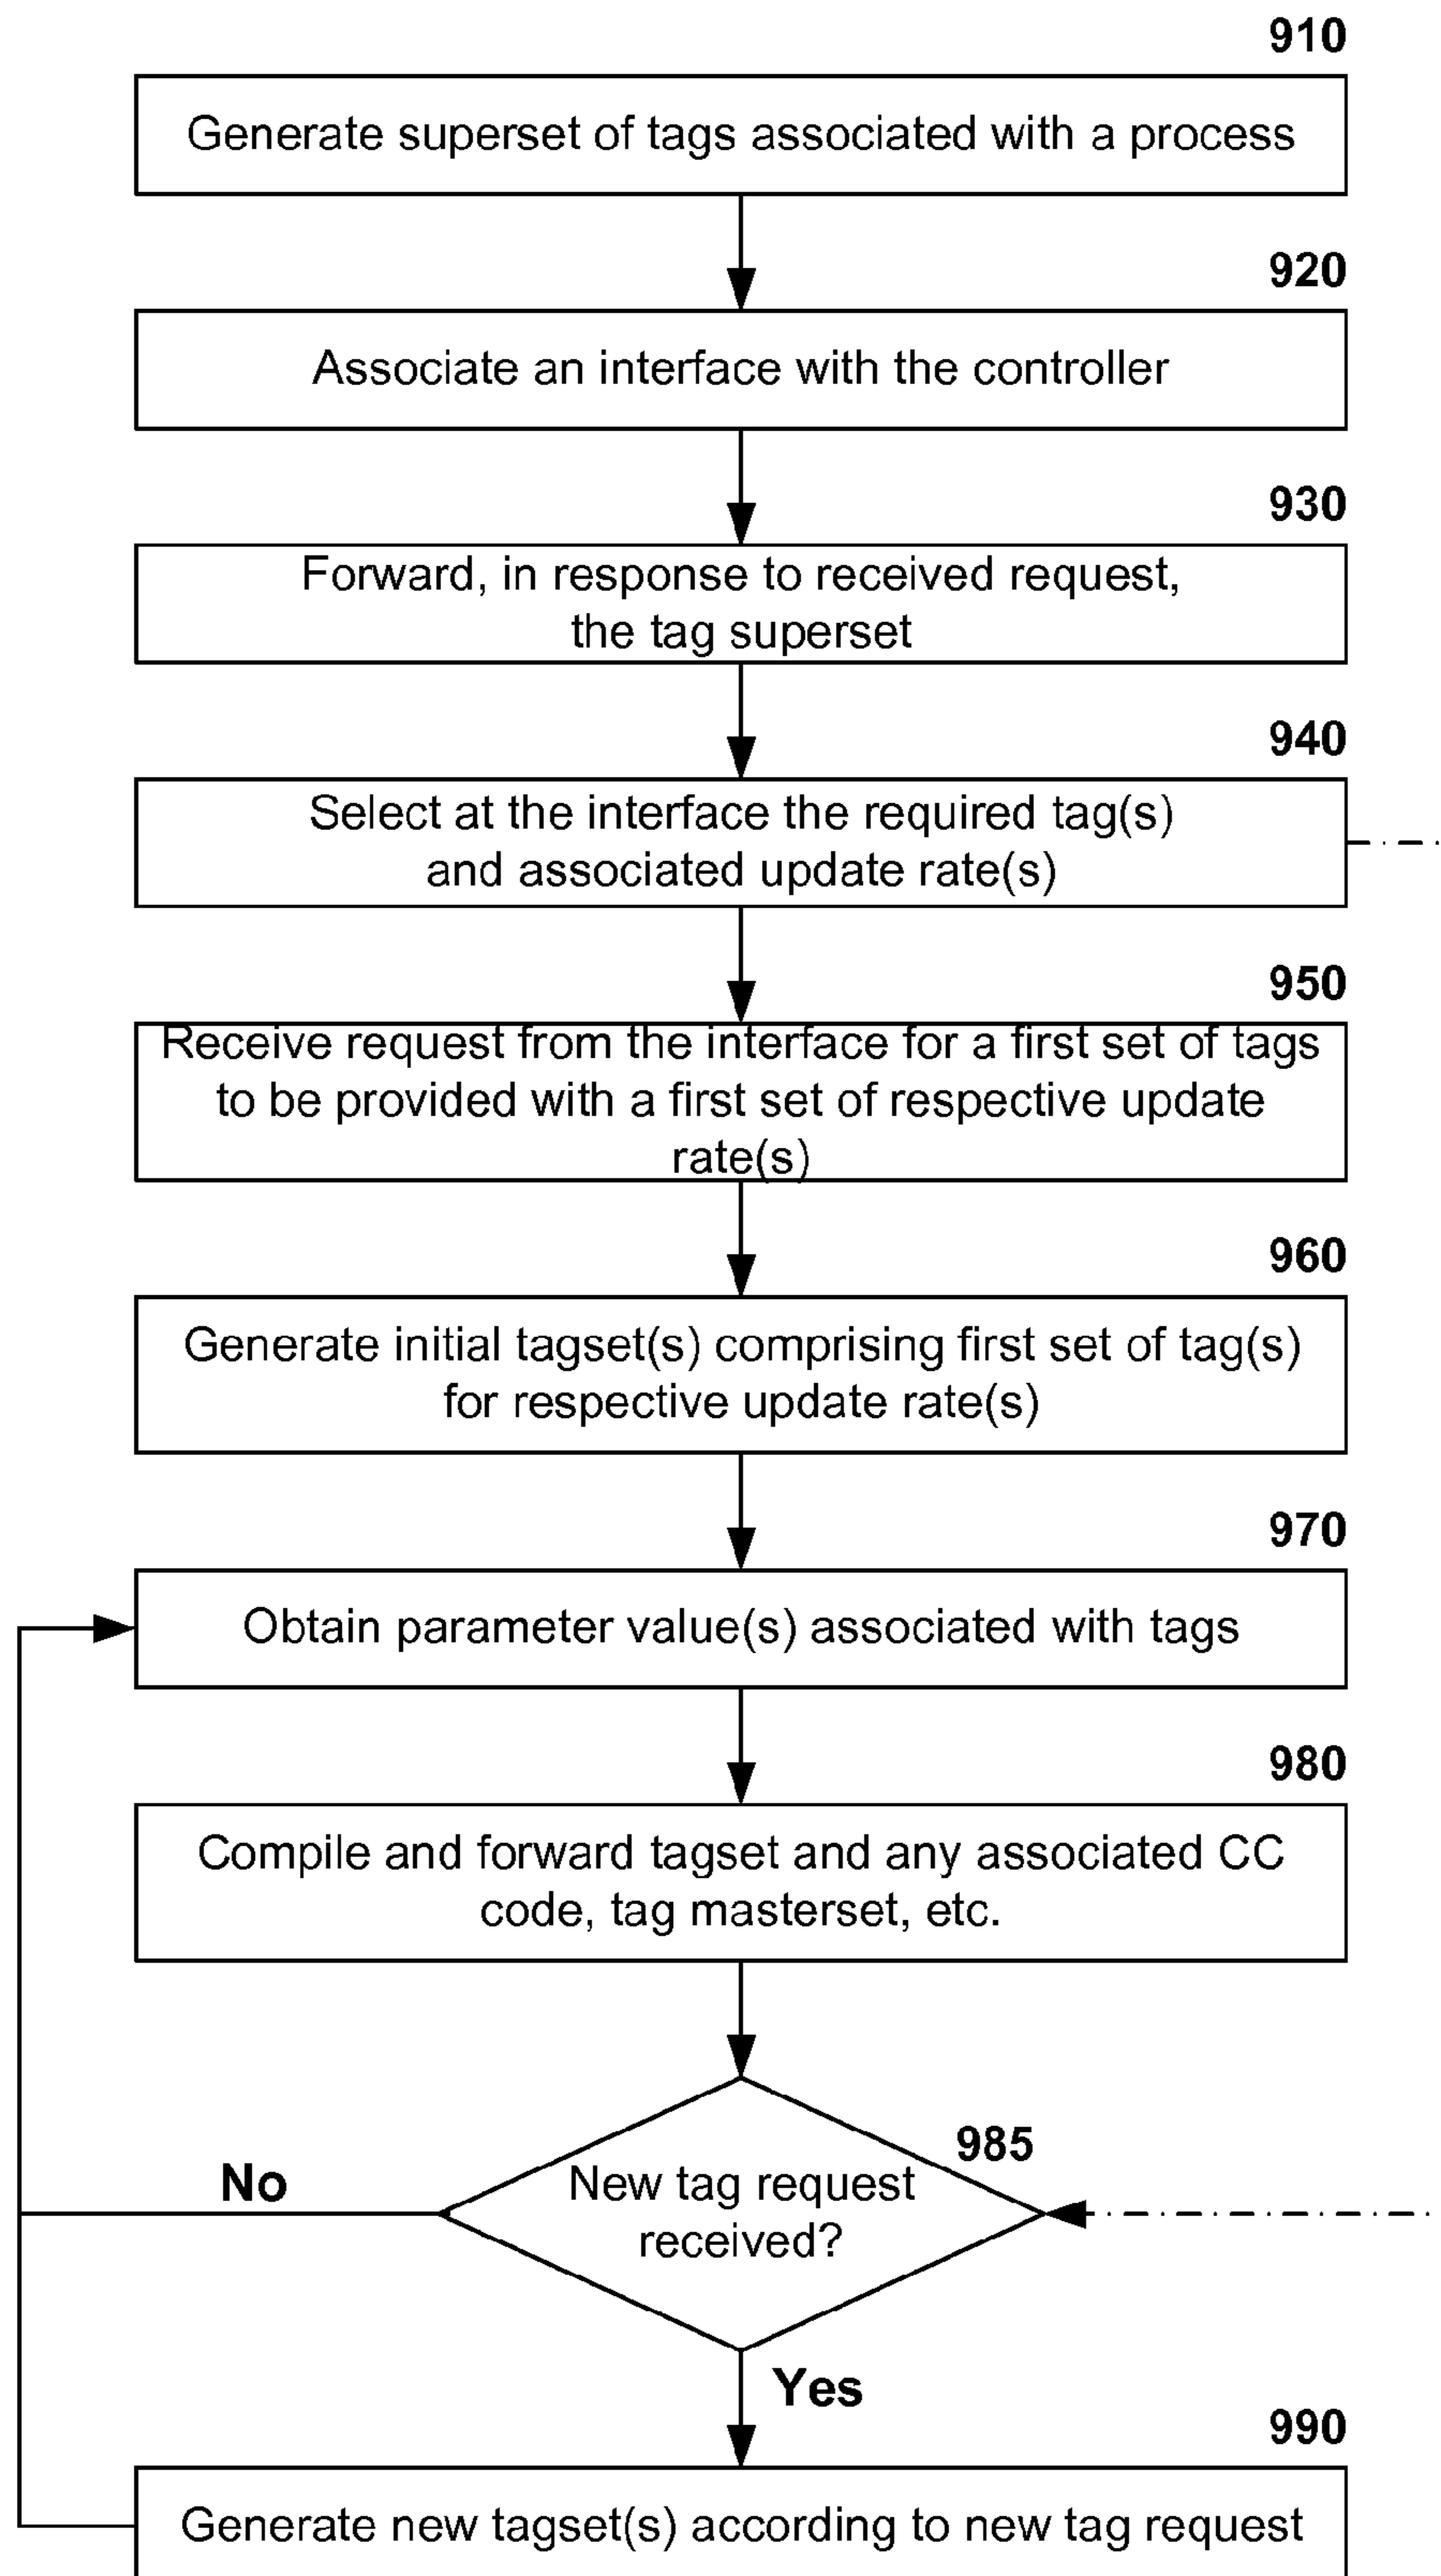 910
Generate superset of tags associated with a process
920
Associate an interface with the controller
930
Forward, in response to received request,
the tag superset
940
Select at the interface the required tag(s)
and associated update rate(s)
950
Receive request from the interface for a first set of tags
to be provided with a first set of respective update
rate(s)
960
Generate initial tagset(s) comprising first set of tag(s)
for respective update rate(s)
970
Obtain parameter value(s) associated with tags
980
Compile and forward tagset and any associated CC
code, tag masterset, etc.
985
New tag request
received?
No
Yes
990
Generate new tagset(s) according to new tag request